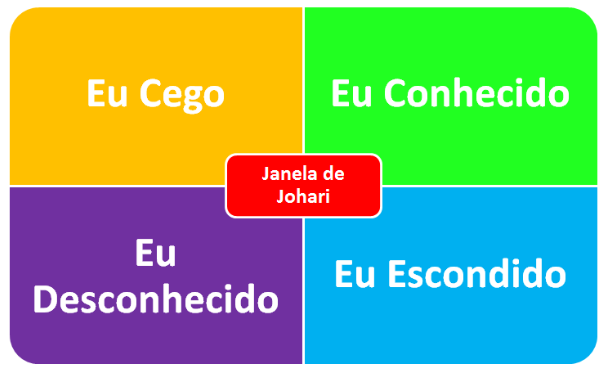 Eu Cego
Eu Conhecido
Janela de
Johari
Eu
Desconhecido
Eu Escondido